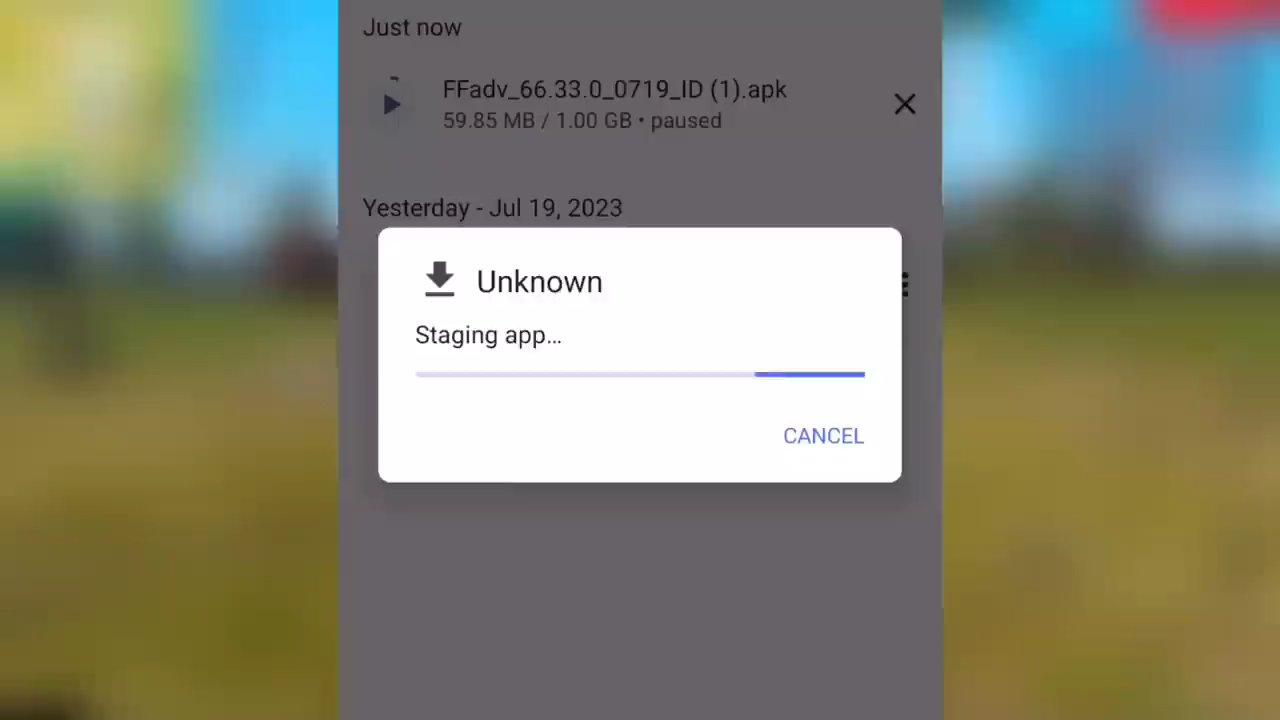 Just now
FFadv_66.33.0_0719_ID (1).apk
59.85 MB / 1.00 GB • paused
Yesterday - Jul 19, 2023
Unknown
Staging app...
CANCEL